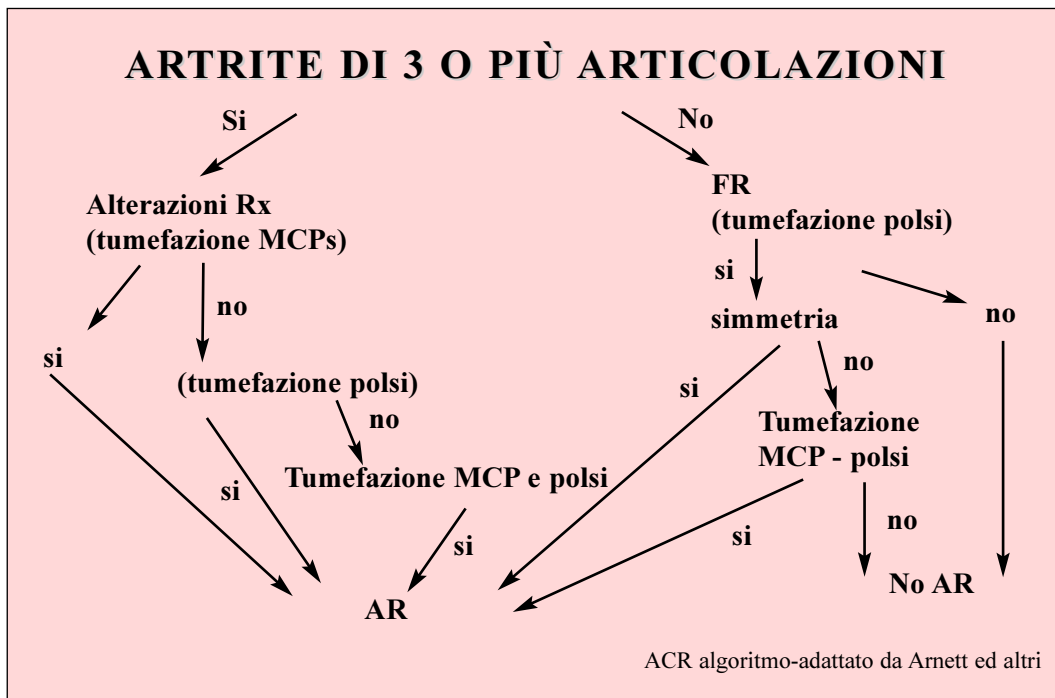 ARTRITE DI 3 O PIÙ ARTICOLAZIONI
Si
No
Alterazioni Rx
(tumefazione MCPs)
FR
(tumefazione polsi)
si
no
si
no
simmetria
no
si
(tumefazione polsi)
no
si
no
Tumefazione
MCP - polsi
Tumefazione MCP e polsi
si
si
si
no
AR
No AR
ACR algoritmo-adattato da Arnett ed altri